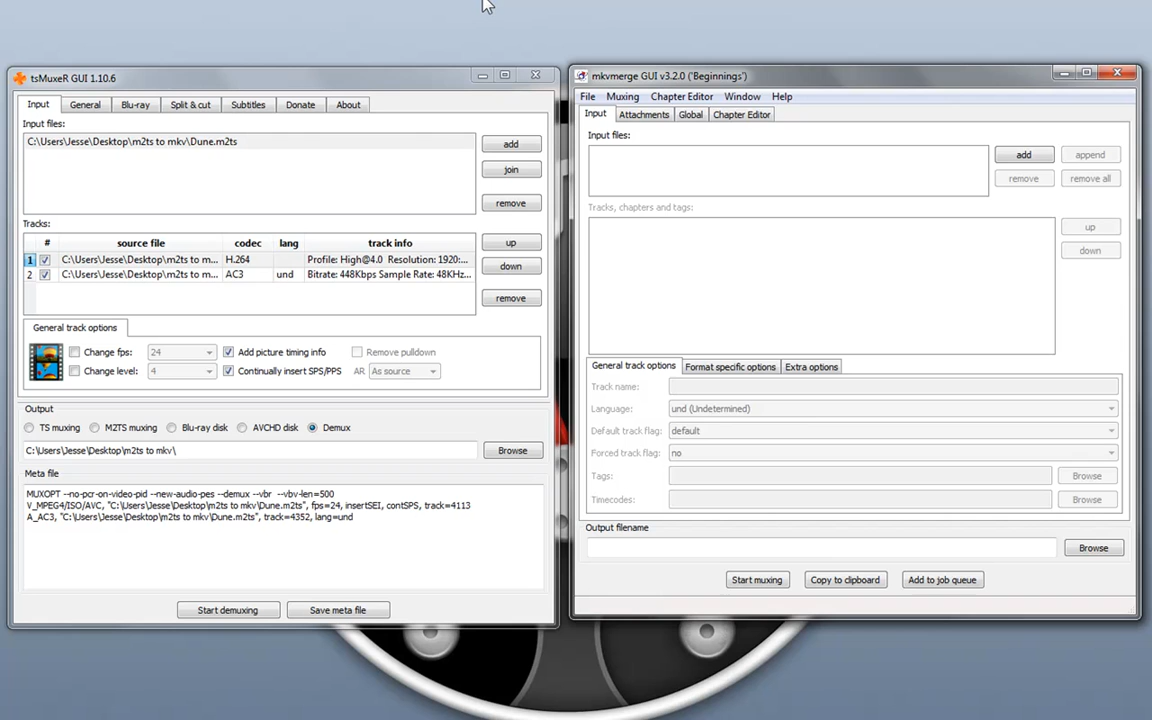 tsMuxeR GUI 1.10.6
Input General Blu-ray Split & cut Subtitles Donate About
Input files:
C:\Users\Jesse\Desktop\m2ts to mkv\Dune.m2ts
add
join
remove
Tracks:
# source file codec lang track info
1 C:\Users\Jesse\Desktop\m2ts to m... H.264 Profile: High@4.0 Resolution: 1920:...
2 C:\Users\Jesse\Desktop\m2ts to m... AC3 und Bitrate: 448Kbps Sample Rate: 48KHz...
up
down
remove
General track options
Change fps: 24 Add picture timing info Remove pulldown
Change level: 4 Continually insert SPS/PPS AR As source
Output
TS muxing M2TS muxing Blu-ray disk AVCHD disk Demux
C:\Users\Jesse\Desktop\m2ts to mkv\ Browse
Meta file
MUXOPT --no-pcr-on-video-pid --new-audio-pes --demux --vbr --vbv-len=500
V_MPEG4/ISO/AVC, "C:\Users\Jesse\Desktop\m2ts to mkv\Dune.m2ts", fps=24, insertSEI, contSPS, track=4113
A_AC3, "C:\Users\Jesse\Desktop\m2ts to mkv\Dune.m2ts", track=4352, lang=und
Start demuxing Save meta file
mkvmerge GUI v3.2.0 ('Beginnings')
File Muxing Chapter Editor Window Help
Input Attachments Global Chapter Editor
Input files:
add append
remove remove all
Tracks, chapters and tags:
up
down
General track options Format specific options Extra options
Track name:
Language: und (Undetermined)
Default track flag: default
Forced track flag: no
Tags: Browse
Timecodes: Browse
Output filename
Browse
Start muxing Copy to clipboard Add to job queue